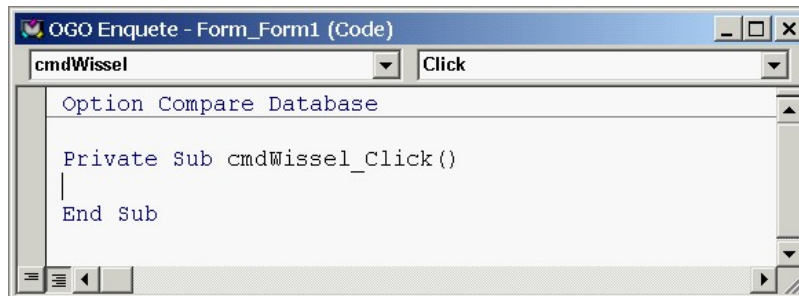 OGO Enquete - Form_Form1 (Code)
cmdWissel
Click
Option Compare Database
Private Sub cmdWissel_Click()
End Sub